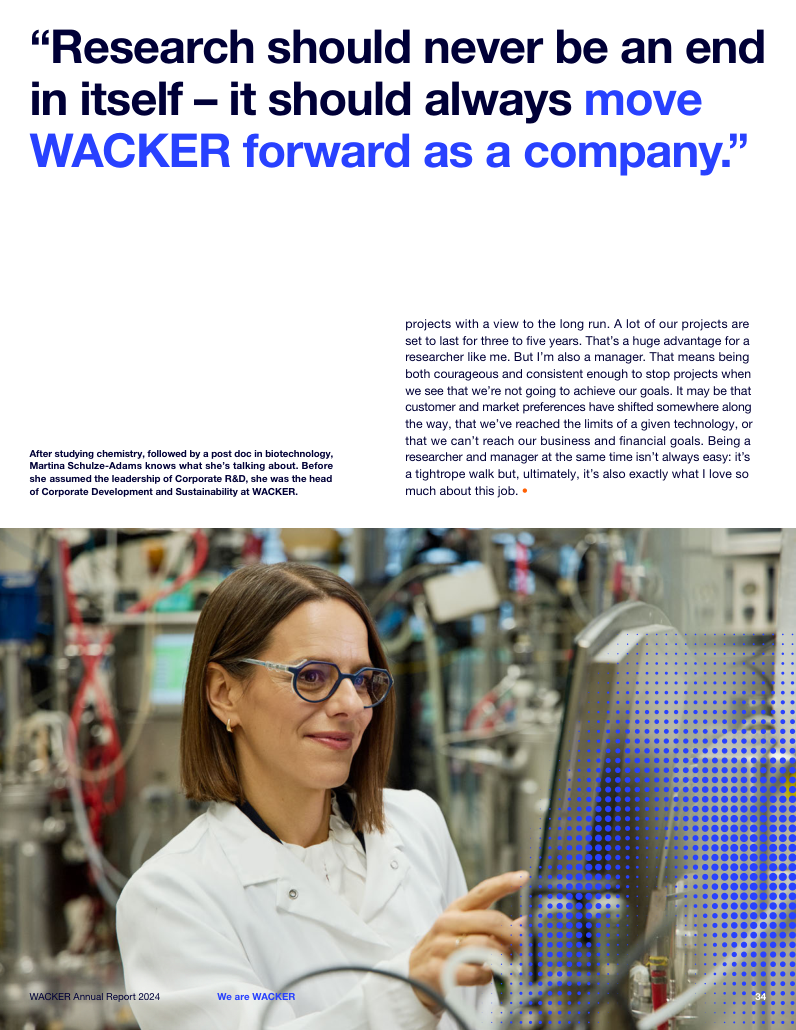 “Research should never be an end
in itself – it should always move
WACKER forward as a company.”
projects with a view to the long run. A lot of our projects are
set to last for three to five years. That’s a huge advantage for a
researcher like me. But I’m also a manager. That means being
both courageous and consistent enough to stop projects when
we see that we’re not going to achieve our goals. It may be that
customer and market preferences have shifted somewhere along
the way, that we’ve reached the limits of a given technology, or
that we can’t reach our business and financial goals. Being a
researcher and manager at the same time isn’t always easy: it’s
a tightrope walk but, ultimately, it’s also exactly what I love so
much about this job. •
After studying chemistry, followed by a post doc in biotechnology,
Martina Schulze-Adams knows what she’s talking about. Before
she assumed the leadership of Corporate R&D, she was the head
of Corporate Development and Sustainability at WACKER.
WACKER Annual Report 2024
We are WACKER
34